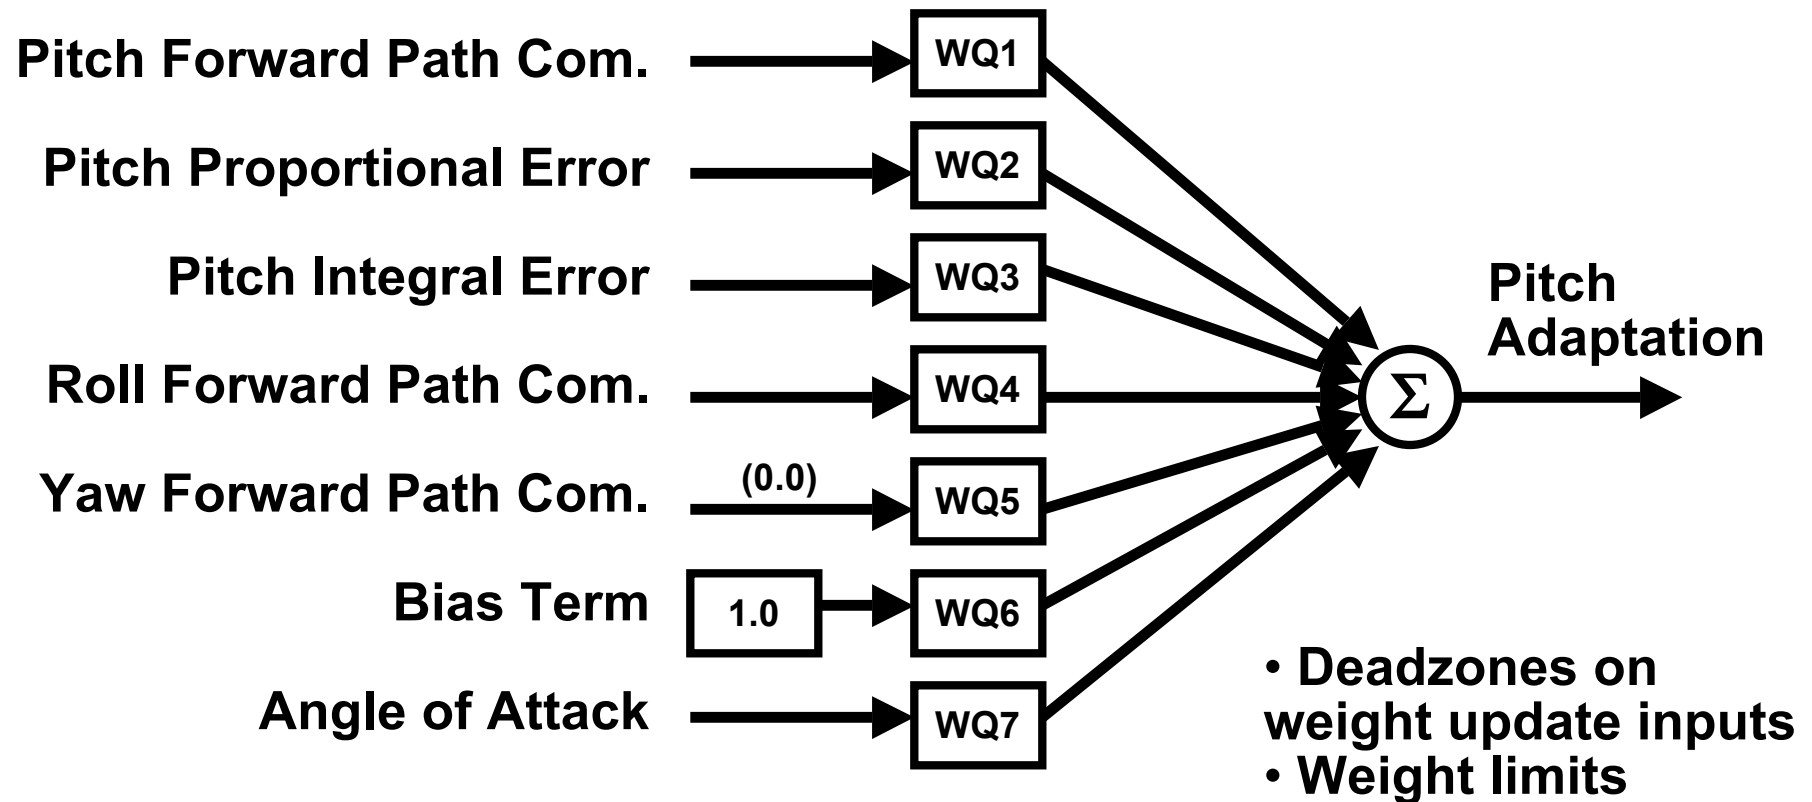 Pitch Forward Path Com.
WQ1
Pitch Proportional Error
WQ2
Pitch Integral Error
WQ3
Roll Forward Path Com.
WQ4
Yaw Forward Path Com.
(0.0)
WQ5
Bias Term
1.0
WQ6
Angle of Attack
WQ7
Σ
Pitch
Adaptation
• Deadzones on
weight update inputs
• Weight limits